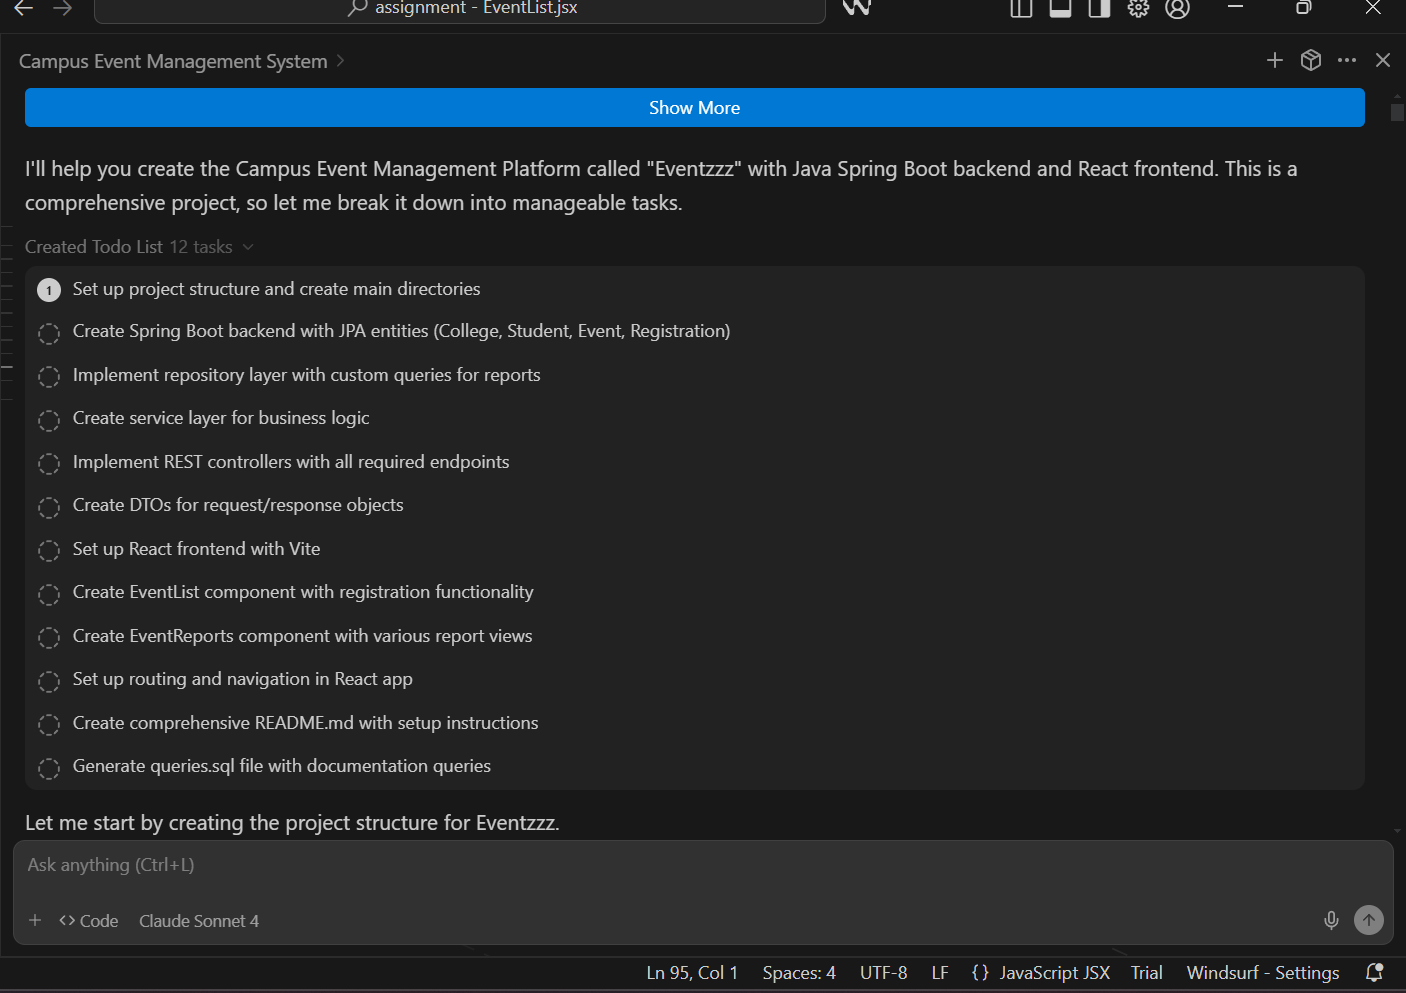 assignment - EventList.jsx
Campus Event Management System
Show More
I'll help you create the Campus Event Management Platform called "Eventzzz" with Java Spring Boot backend and React frontend. This is a
comprehensive project, so let me break it down into manageable tasks.
Created Todo List 12 tasks
1 Set up project structure and create main directories
Create Spring Boot backend with JPA entities (College, Student, Event, Registration)
Implement repository layer with custom queries for reports
Create service layer for business logic
Implement REST controllers with all required endpoints
Create DTOs for request/response objects
Set up React frontend with Vite
Create EventList component with registration functionality
Create EventReports component with various report views
Set up routing and navigation in React app
Create comprehensive README.md with setup instructions
Generate queries.sql file with documentation queries
Let me start by creating the project structure for Eventzzz.
Ask anything (Ctrl+L)
+ <> Code Claude Sonnet 4
Ln 95, Col 1 Spaces: 4 UTF-8 LF {} JavaScript JSX Trial Windsurf - Settings